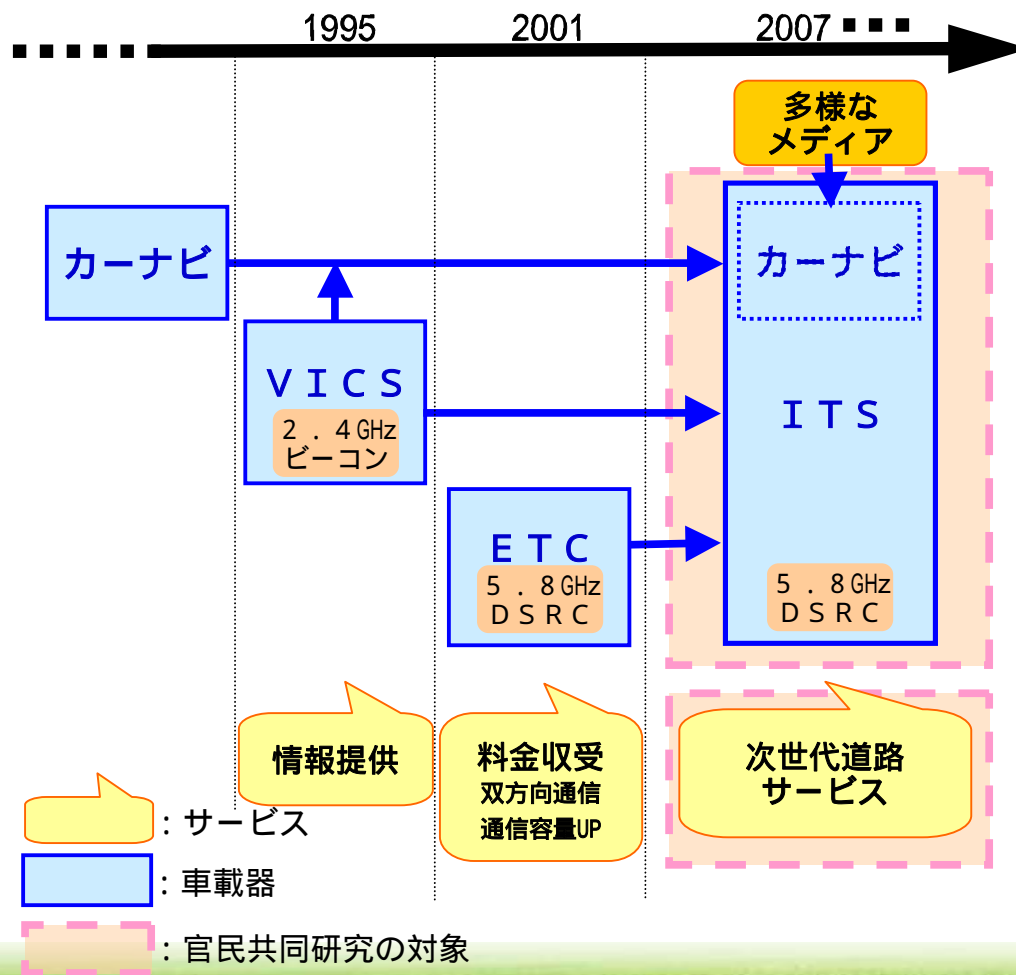 1995 2001 2007
多様な
メディア
カーナビ
カーナビ
VICS
2.4GHz
ビーコン
ITS
ETC
5.8GHz
DSRC
5.8GHz
DSRC
情報提供
料金収受
双方向通信
通信容量UP
次世代道路
サービス
:サービス
:車載器
:官民共同研究の対象